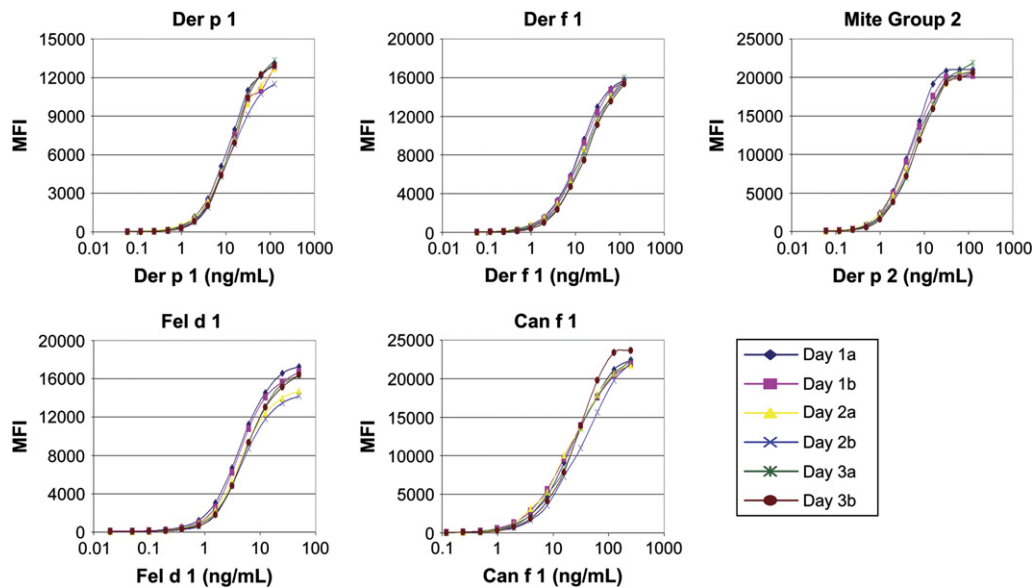 Der p 1
15000
12000
9000
6000
3000
0
MFI
0.01 0.1 1 10 100 1000
Der p 1 (ng/mL)
Der f 1
20000
16000
12000
8000
4000
0
MFI
0.01 0.1 1 10 100 1000
Der f 1 (ng/mL)
Mite Group 2
25000
20000
15000
10000
5000
0
MFI
0.01 0.1 1 10 100 1000
Der p 2 (ng/mL)
Fel d 1
20000
16000
12000
8000
4000
0
MFI
0.01 0.1 1 10 100
Fel d 1 (ng/mL)
Can f 1
25000
20000
15000
10000
5000
0
MFI
0.1 1 10 100 1000
Can f 1 (ng/mL)
Day 1a
Day 1b
Day 2a
Day 2b
Day 3a
Day 3b